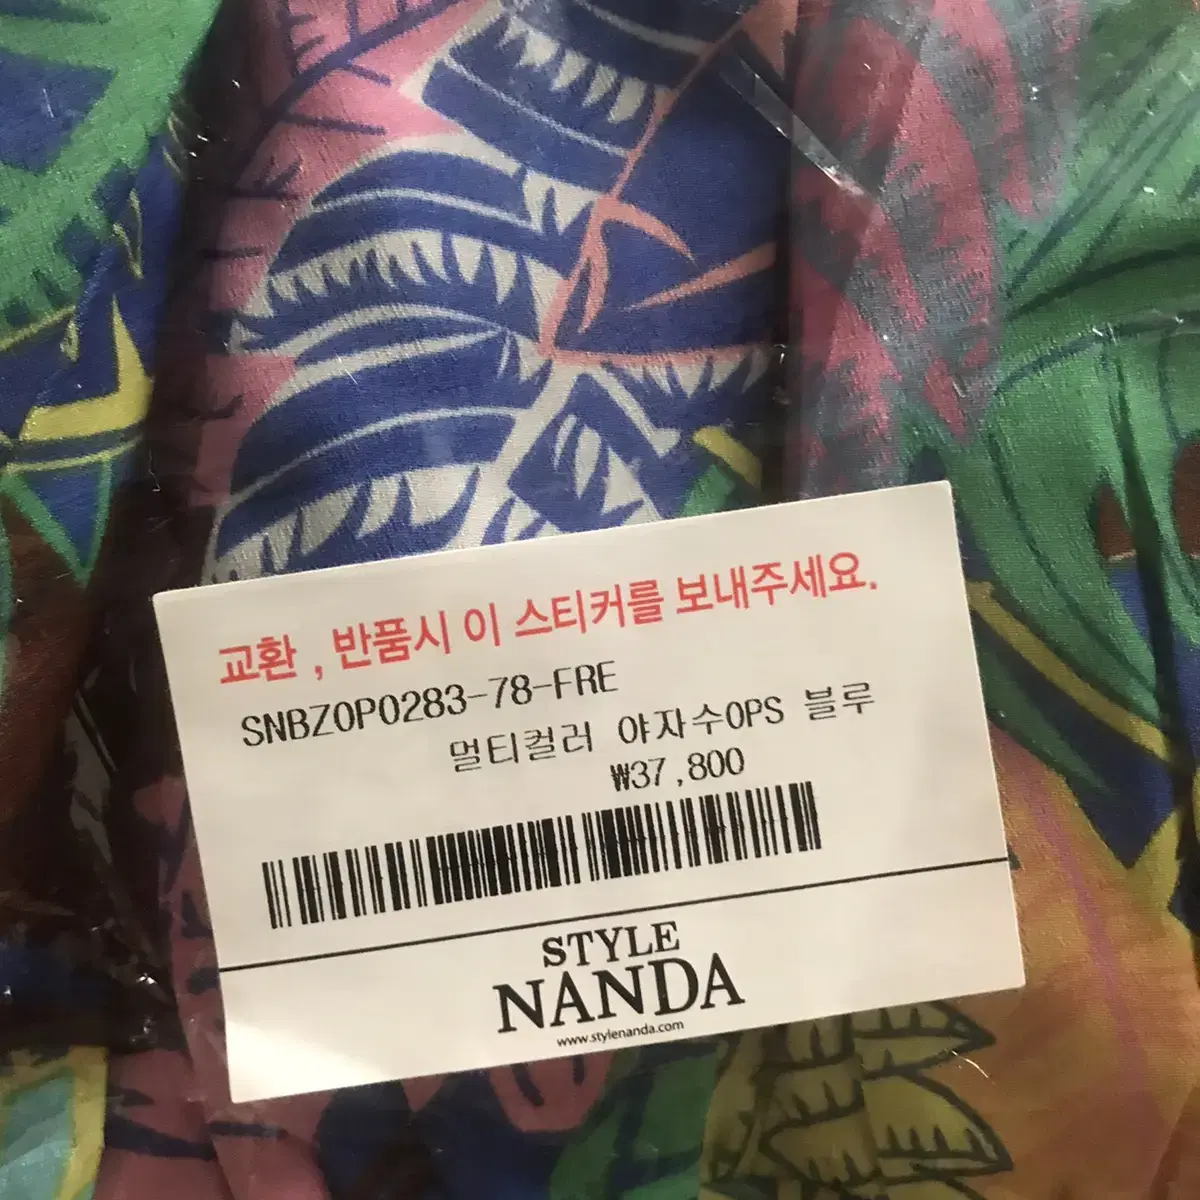 교환 , 반품시 이 스티커를 보내주세요.
SNBZOP0283-78-FRE
멀티컬러 야자수OPS 블루
₩37,800
STYLE
NANDA
www.stylenanda.com